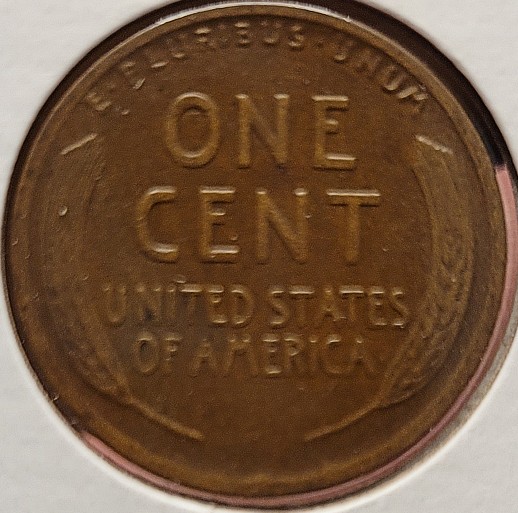 E·PLURIBUS·UNUM
ONE
CENT
UNITED STATES
OF AMERICA